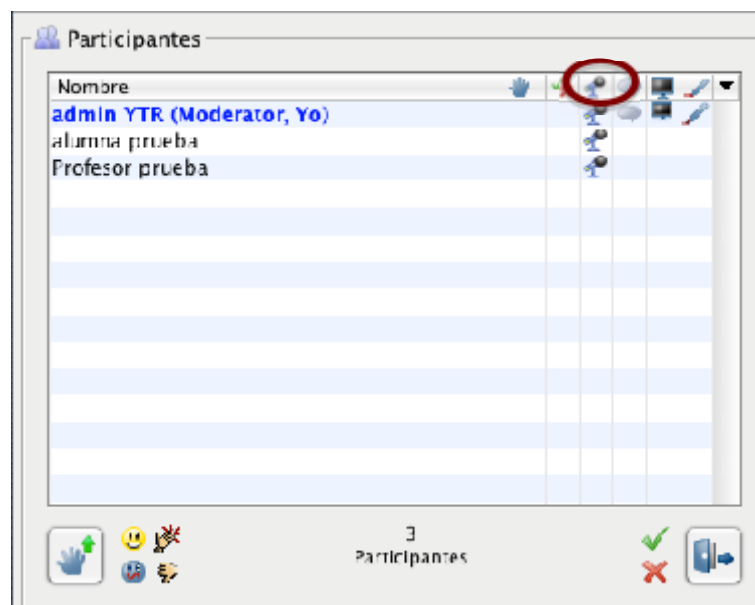 Participantes
Nombre
admin YTR (Moderator, Yo)
alumna prueba
Profesor prueba
3
Participantes